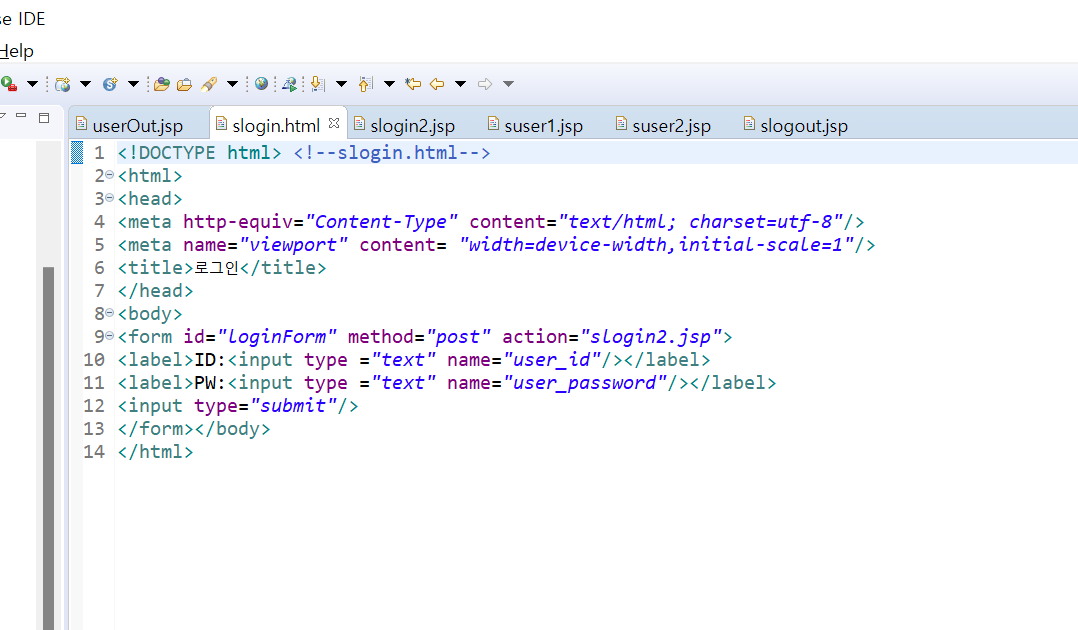 se IDE
Help
userOut.jsp slogin.html slogin2.jsp suser1.jsp suser2.jsp slogout.jsp
1 <!DOCTYPE html> <!--slogin.html-->
2 <html>
3 <head>
4 <meta http-equiv="Content-Type" content="text/html; charset=utf-8"/>
5 <meta name="viewport" content= "width=device-width,initial-scale=1"/>
6 <title>로그인</title>
7 </head>
8 <body>
9 <form id="loginForm" method="post" action="slogin2.jsp">
10 <label>ID:<input type ="text" name="user_id"/></label>
11 <label>PW:<input type ="text" name="user_password"/></label>
12 <input type="submit"/>
13 </form></body>
14 </html>